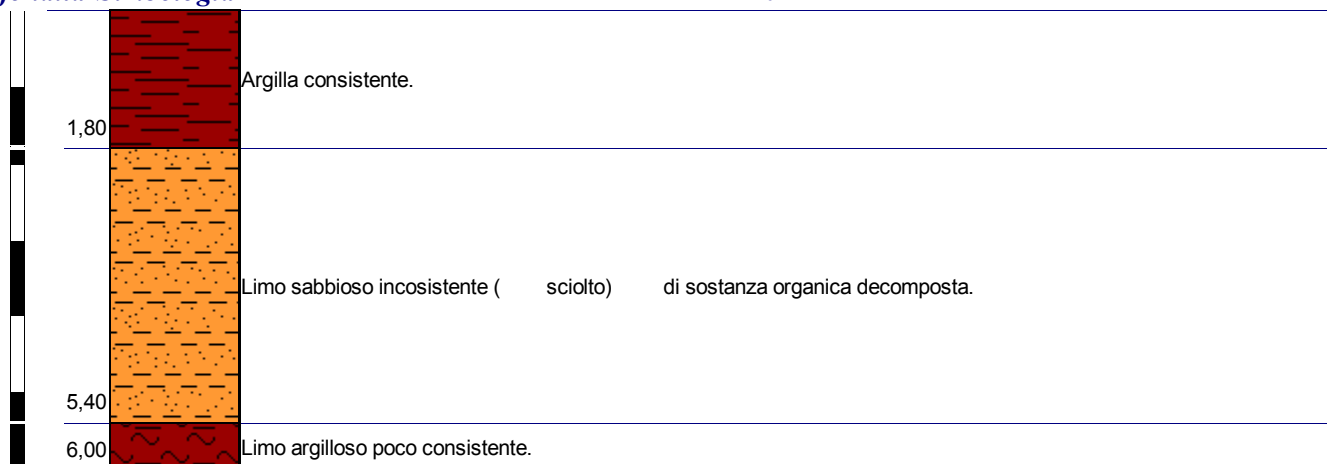 Argilla consistente.
1,80
Limo sabbioso incosistente ( sciolto) di sostanza organica decomposta.
5,40
6,00 Limo argilloso poco consistente.